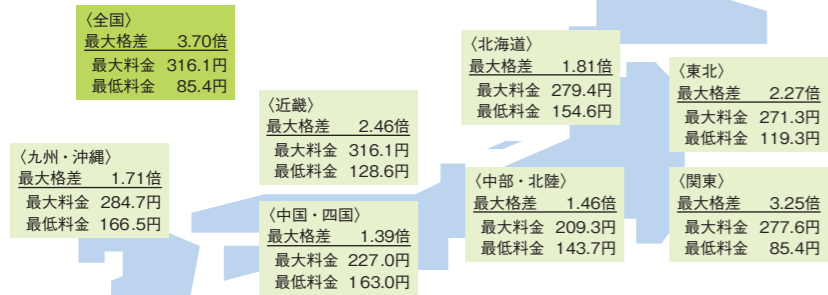 〈全国〉
最大格差 3.70倍
最大料金 316.1円
最低料金 85.4円
〈北海道〉
最大格差 1.81倍
最大料金 279.4円
最低料金 154.6円
〈東北〉
最大格差 2.27倍
最大料金 271.3円
最低料金 119.3円
〈近畿〉
最大格差 2.46倍
最大料金 316.1円
最低料金 128.6円
〈九州・沖縄〉
最大格差 1.71倍
最大料金 284.7円
最低料金 166.5円
〈中部・北陸〉
最大格差 1.46倍
最大料金 209.3円
最低料金 143.7円
〈関東〉
最大格差 3.25倍
最大料金 277.6円
最低料金 85.4円
〈中国・四国〉
最大格差 1.39倍
最大料金 227.0円
最低料金 163.0円